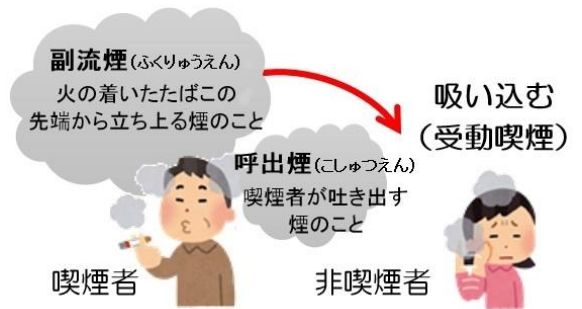 副流煙(ふくりゅうえん)
火の着いたたばこの
先端から立ち上る煙のこと
吸い込む
(受動喫煙)
呼出煙(こしゅつえん)
喫煙者が吐き出す
煙のこと
喫煙者
非喫煙者